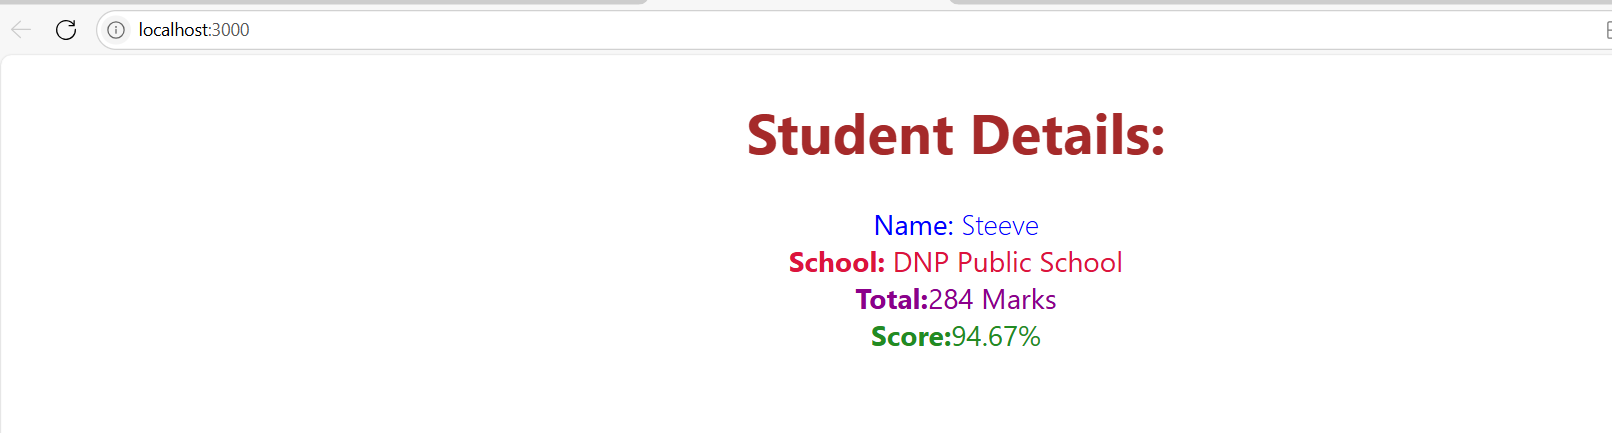 localhost:3000
Student Details:
Name: Steeve
School: DNP Public School
Total:284 Marks
Score:94.67%